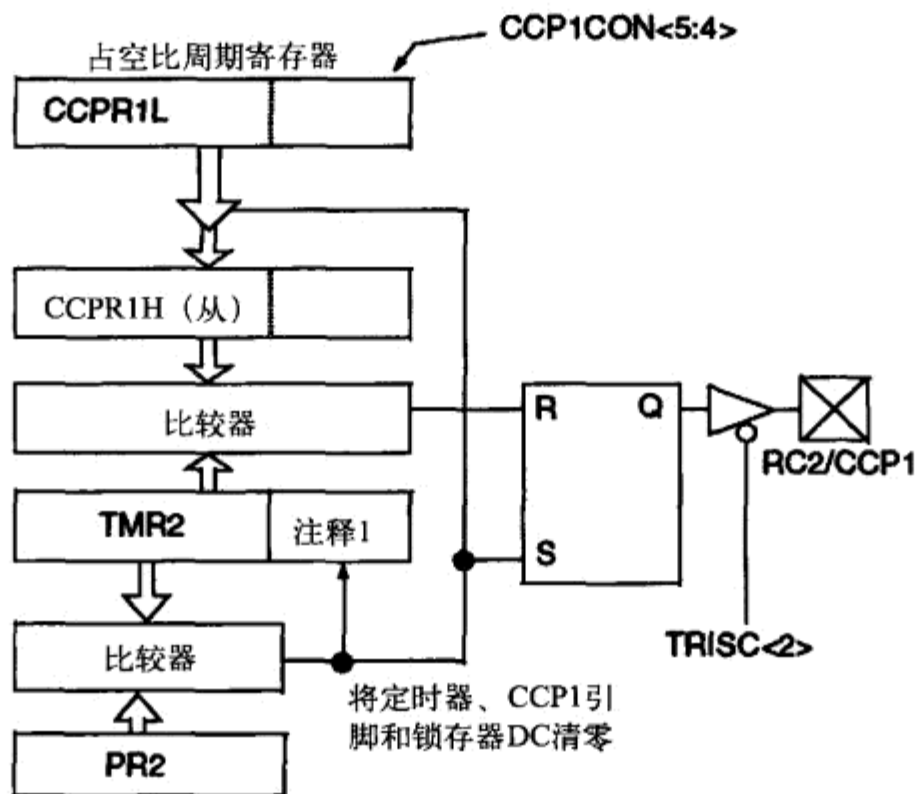 CCP1CON<5:4>
占空比周期寄存器
CCPR1L
CCPR1H（从）
比较器
R
Q
RC2/CCP1
TMR2
注释1
S
比较器
TRISC<2>
将定时器、CCP1引
脚和锁存器DC清零
PR2